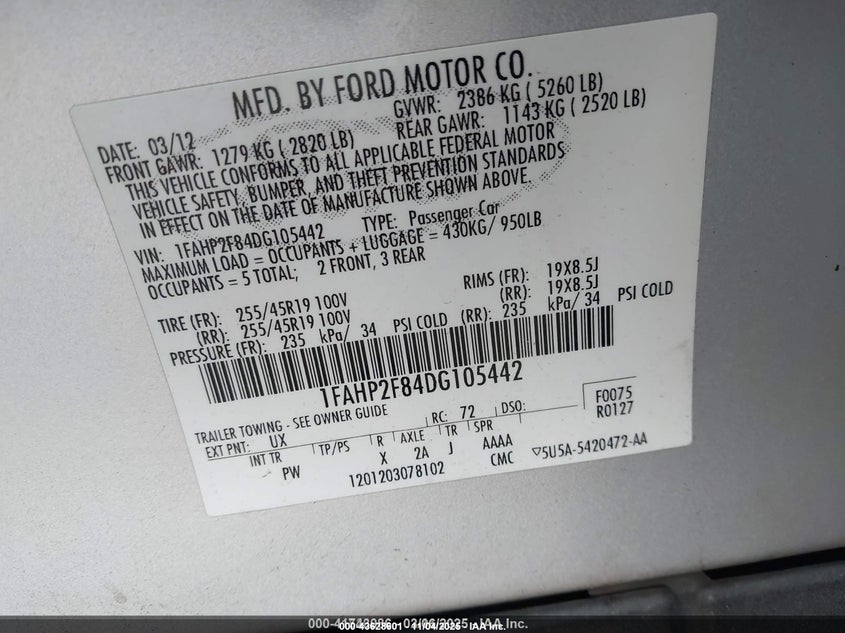 MFD. BY FORD MOTOR CO.
DATE: 03/12 GVWR: 2386 KG ( 5260 LB)
FRONT GAWR: 1279 KG ( 2820 LB) REAR GAWR: 1143 KG ( 2520 LB)
THIS VEHICLE CONFORMS TO ALL APPLICABLE FEDERAL MOTOR
VEHICLE SAFETY, BUMPER, AND THEFT PREVENTION STANDARDS
IN EFFECT ON THE DATE OF MANUFACTURE SHOWN ABOVE.
VIN: 1FAHP2F84DG105442 TYPE: Passenger Car
MAXIMUM LOAD = OCCUPANTS + LUGGAGE = 430KG/ 950LB
OCCUPANTS = 5 TOTAL; 2 FRONT, 3 REAR
TIRE (FR): 255/45R19 100V RIMS (FR): 19X8.5J
(RR): 255/45R19 100V (RR): 19X8.5J
PRESSURE (FR): 235 kPa/ 34 PSI COLD (RR): 235 kPa/ 34 PSI COLD
1FAHP2F84DG105442
TRAILER TOWING - SEE OWNER GUIDE RC: 72 DSO: F0075
R0127
EXT PNT: UX
INT TR TP/PS R AXLE TR SPR
PW X 2A J AAAA
1201203078102 CMC ▽5U5A-5420472-AA
43628601 11/04/2025 IAA Inc.